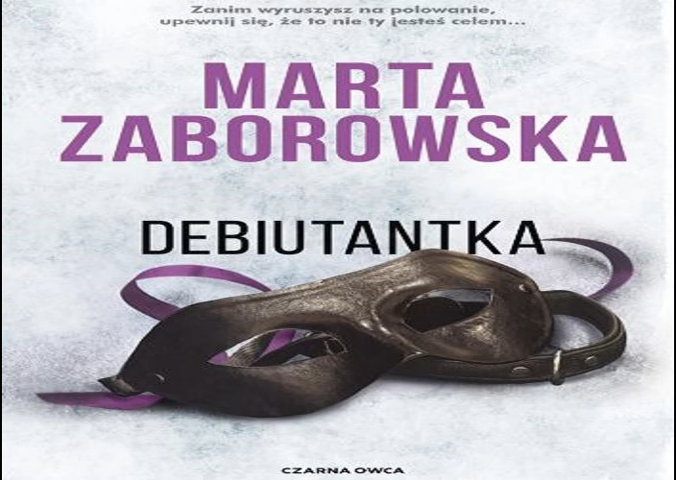 Zanim wyruszysz na polowanie,
upewnij się, że to nie ty jesteś celem...
MARTA
ZABOROWSKA
DEBIUTANTKA
CZARNA OWCA